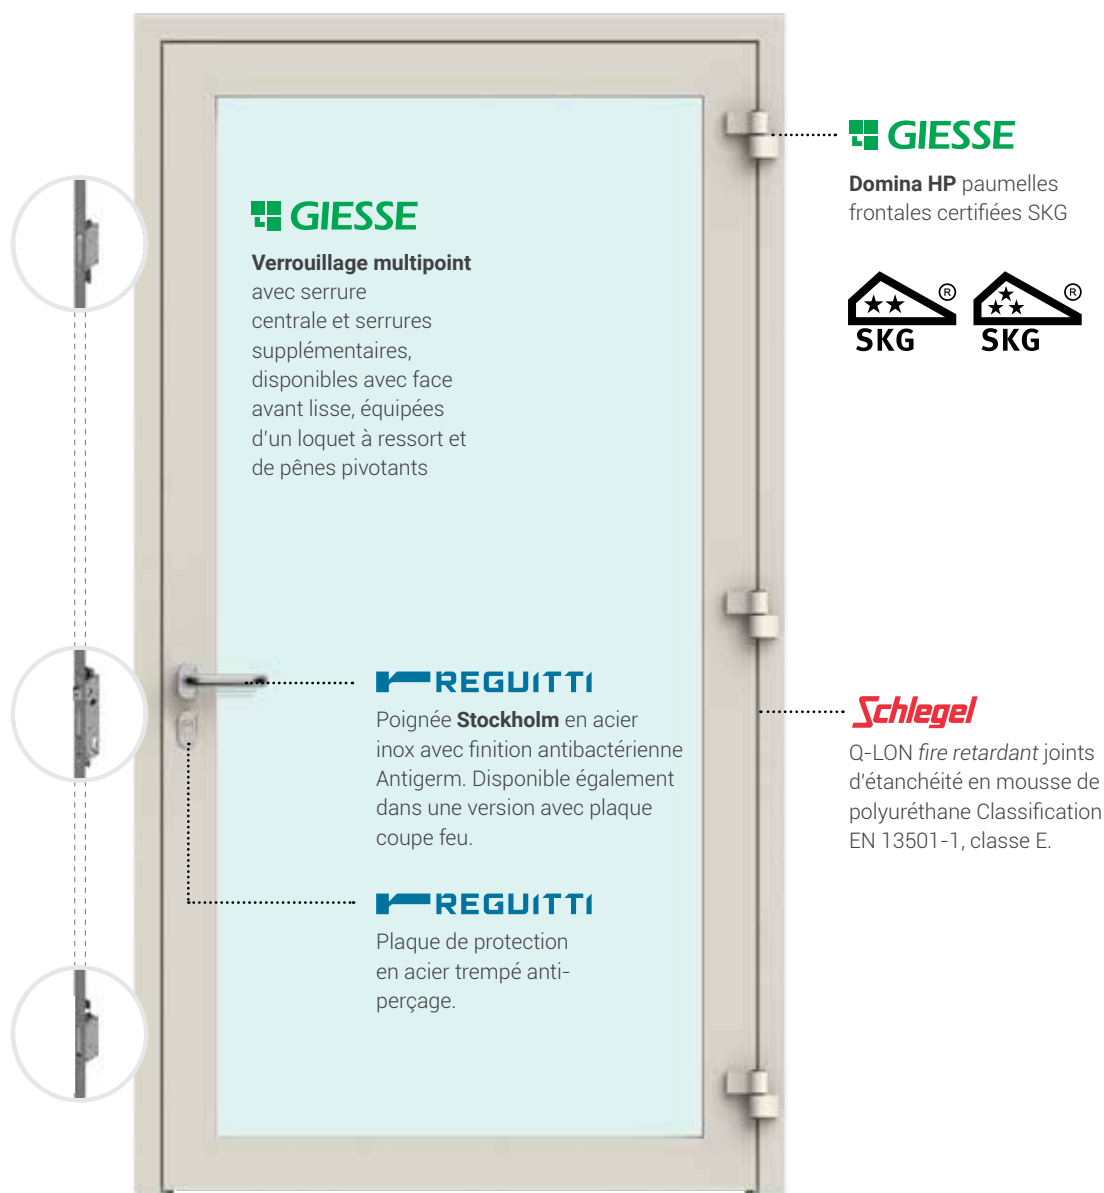 GIESSE
Verrouillage multipoint
avec serrure
centrale et serrures
supplémentaires,
disponibles avec face
avant lisse, équipées
d'un loquet à ressort et
de pênes pivotants
GIESSE
Domina HP paumelles
frontales certifiées SKG
® ®
SKG SKG
REGUITTI
Poignée Stockholm en acier
inox avec finition antibactérienne
Antigerm. Disponible également
dans une version avec plaque
coupe feu.
Schlegel
Q-LON fire retardant joints
d'étanchéité en mousse de
polyuréthane Classification
EN 13501-1, classe E.
REGUITTI
Plaque de protection
en acier trempé anti-
perçage.